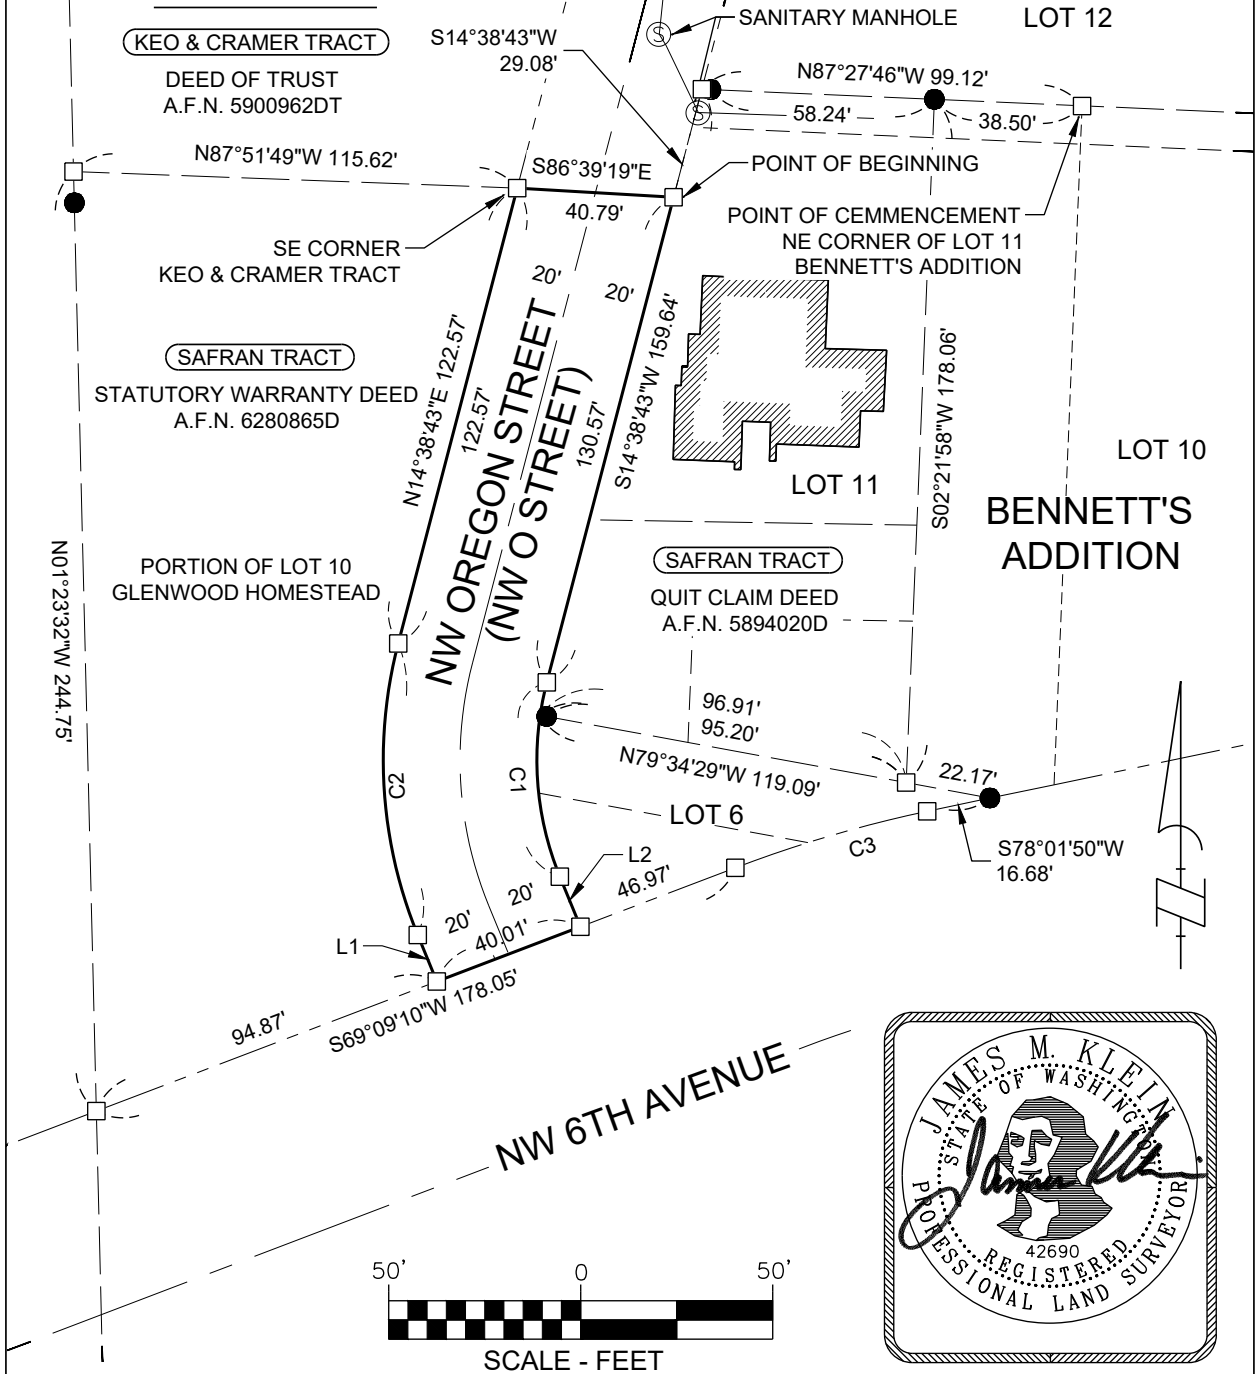 SANITARY MANHOLE
LOT 12
KEO & CRAMER TRACT
DEED OF TRUST
A.F.N. 5900962DT
S14°38'43"W
29.08'
N87°27'46"W 99.12'
58.24'
38.50'
N87°51'49"W 115.62'
S86°39'19"E
40.79'
POINT OF BEGINNING
SE CORNER
KEO & CRAMER TRACT
POINT OF CEMMENCEMENT
NE CORNER OF LOT 11
BENNETT'S ADDITION
20'
20'
SAFRAN TRACT
STATUTORY WARRANTY DEED
A.F.N. 6280865D
N14°38'43"E 122.57'
122.57'
NW OREGON STREET
(NW O STREET)
130.57'
S14°38'43"W 159.64'
S02°21'58"W 178.06'
LOT 11
LOT 10
BENNETT'S
ADDITION
N01°23'32"W 244.75'
PORTION OF LOT 10
GLENWOOD HOMESTEAD
SAFRAN TRACT
QUIT CLAIM DEED
A.F.N. 5894020D
96.91'
95.20'
N79°34'29"W 119.09'
22.17'
C2
C1
LOT 6
C3
S78°01'50"W
16.68'
L2
46.97'
20'
20'
40.01'
L1
S69°09'10"W 178.05'
94.87'
NW 6TH AVENUE
JAMES M. KLEIN
STATE OF WASHINGTON
42690
REGISTERED
PROFESSIONAL LAND SURVEYOR
50'
0
50'
SCALE - FEET